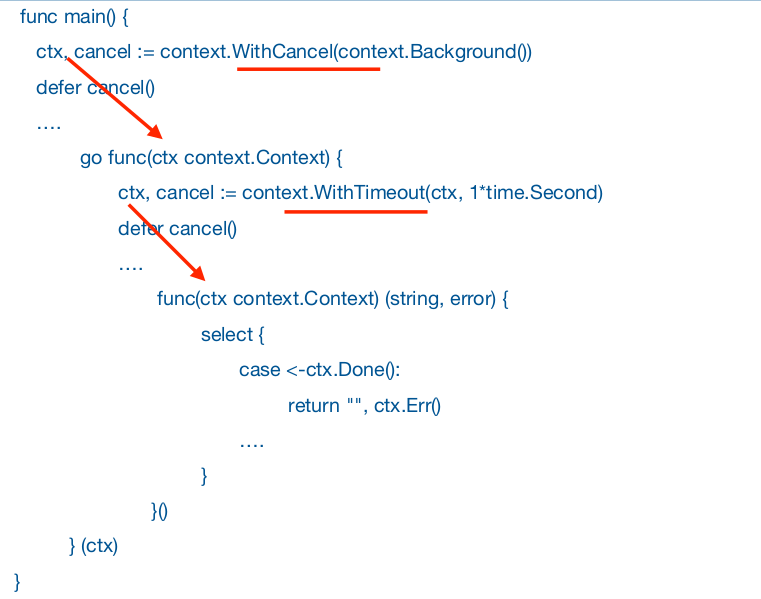 func main() {
ctx, cancel := context.WithCancel(context.Background())
defer cancel()
....
go func(ctx context.Context) {
ctx, cancel := context.WithTimeout(ctx, 1*time.Second)
defer cancel()
....
func(ctx context.Context) (string, error) {
select {
case <-ctx.Done():
return "", ctx.Err()
....
}
}()
} (ctx)
}